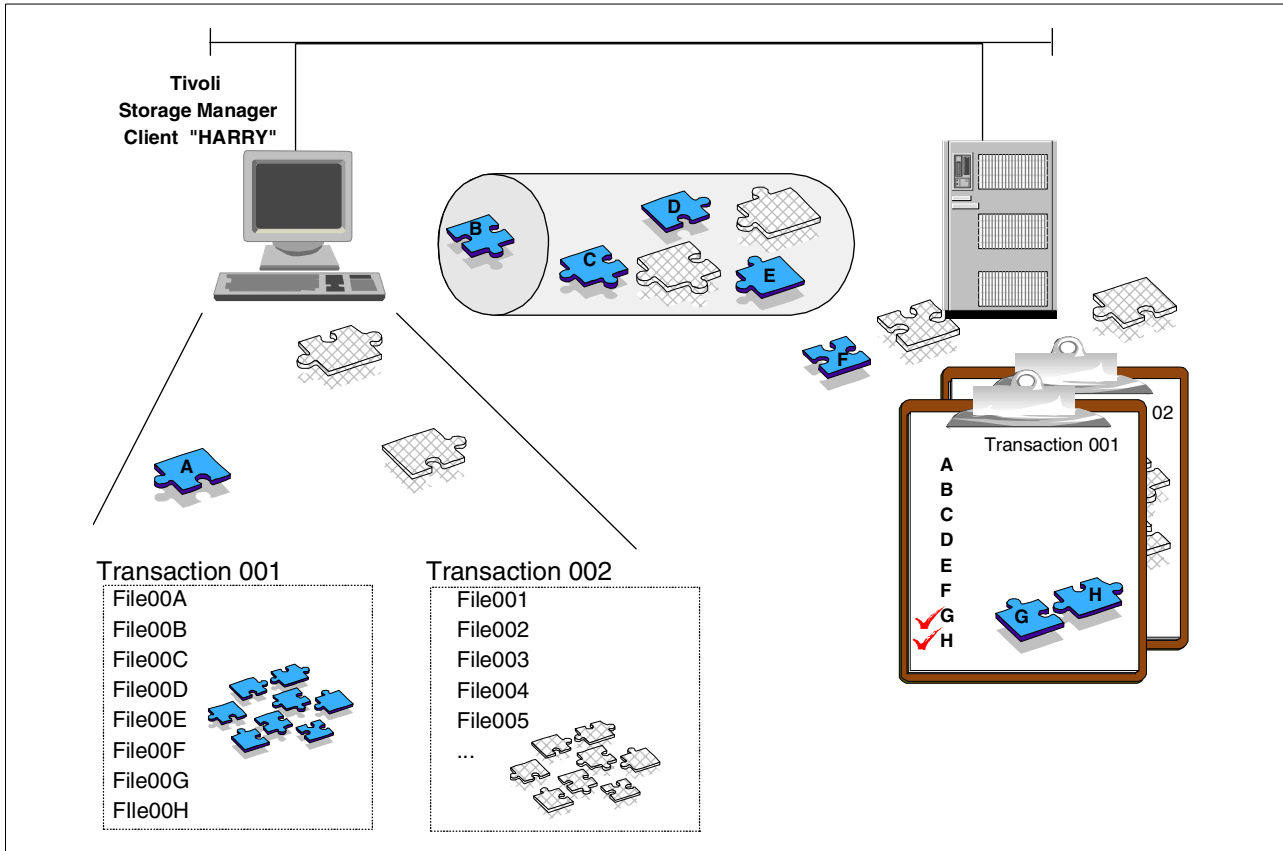 Tivoli
Storage Manager
Client "HARRY"
B
D
C
E
F
A
02
Transaction 001
A
B
C
D
E
F
G
H
G
H
Transaction 001
File00A
File00B
File00C
File00D
File00E
File00F
File00G
FIle00H
Transaction 002
File001
File002
File003
File004
File005
...